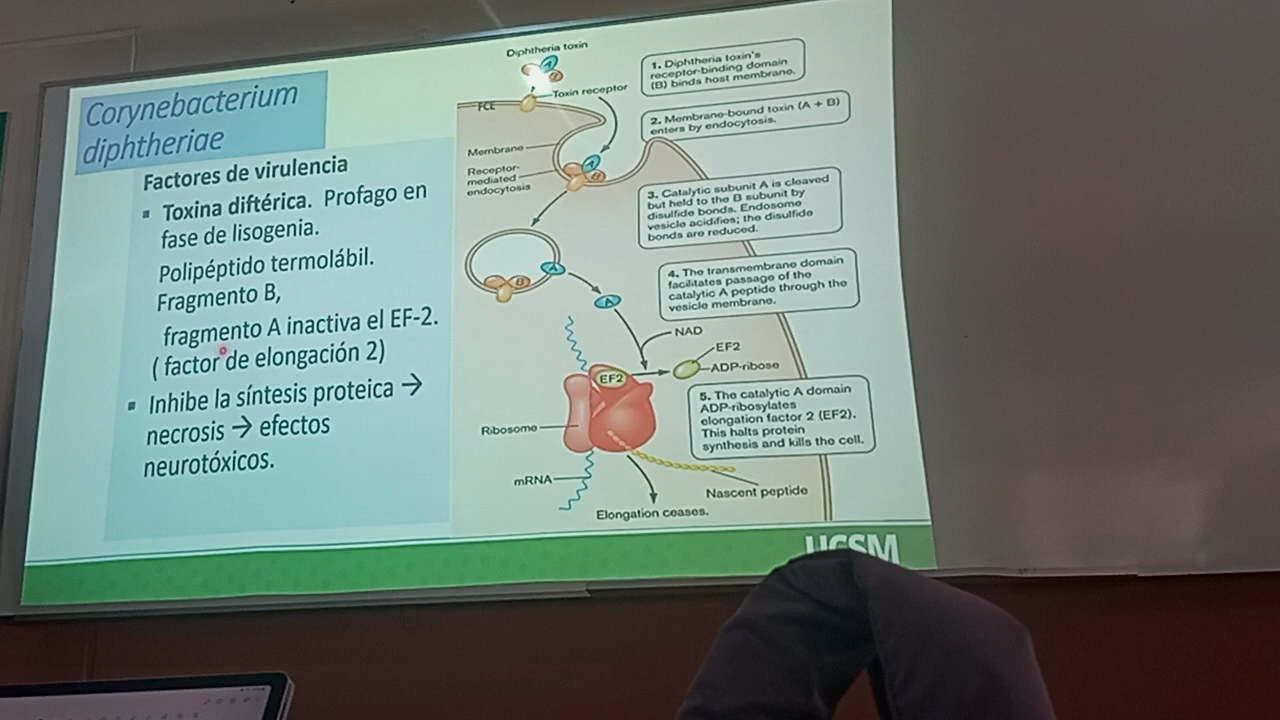 Corynebacterium
diphtheriae
Factores de virulencia
▪ Toxina diftérica. Profago en
fase de lisogenia.
Polipéptido termolábil.
Fragmento B,
fragmento A inactiva el EF-2.
( factor de elongación 2)
▪ Inhibe la síntesis proteica →
necrosis → efectos
neurotóxicos.
Diphtheria toxin
A
B
Toxin receptor
FCE
Membrane
Receptor-
mediated
endocytosis
A
B
1. Diphtheria toxin's
receptor-binding domain
(B) binds host membrane.
2. Membrane-bound toxin (A + B)
enters by endocytosis.
3. Catalytic subunit A is cleaved
but held to the B subunit by
disulfide bonds. Endosome
vesicle acidifies; the disulfide
bonds are reduced.
B
A
A
4. The transmembrane domain
facilitates passage of the
catalytic A peptide through the
vesicle membrane.
NAD
EF2
ADP-ribose
EF2
Ribosome
mRNA
5. The catalytic A domain
ADP-ribosylates
elongation factor 2 (EF2).
This halts protein
synthesis and kills the cell.
Nascent peptide
Elongation ceases.
UCSM